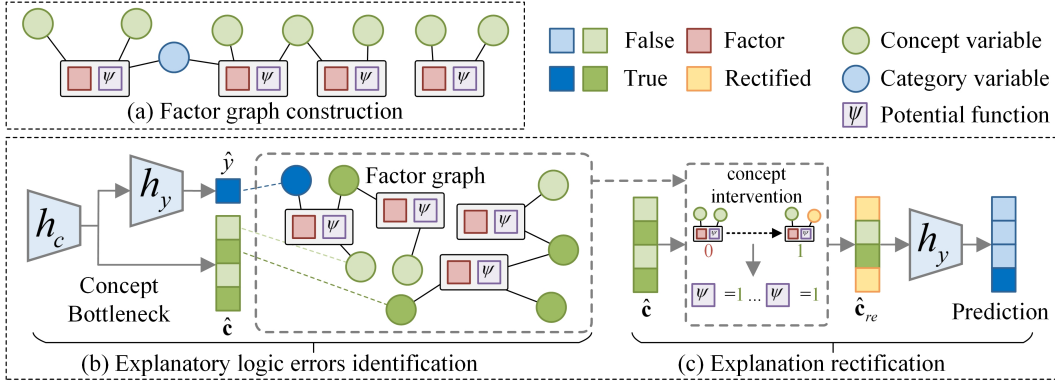 ψ ψ ψ ψ
(a) Factor graph construction
False Factor Concept variable
True Rectified Category variable
ψ Potential function
h_c h_y ŷ
Factor graph
ψ ψ ψ ψ
Concept
Bottleneck
ĉ
(b) Explanatory logic errors identification
concept
intervention
0 1
ψ =1 ... ψ =1
ĉ
ĉ_re
h_y
Prediction
(c) Explanation rectification